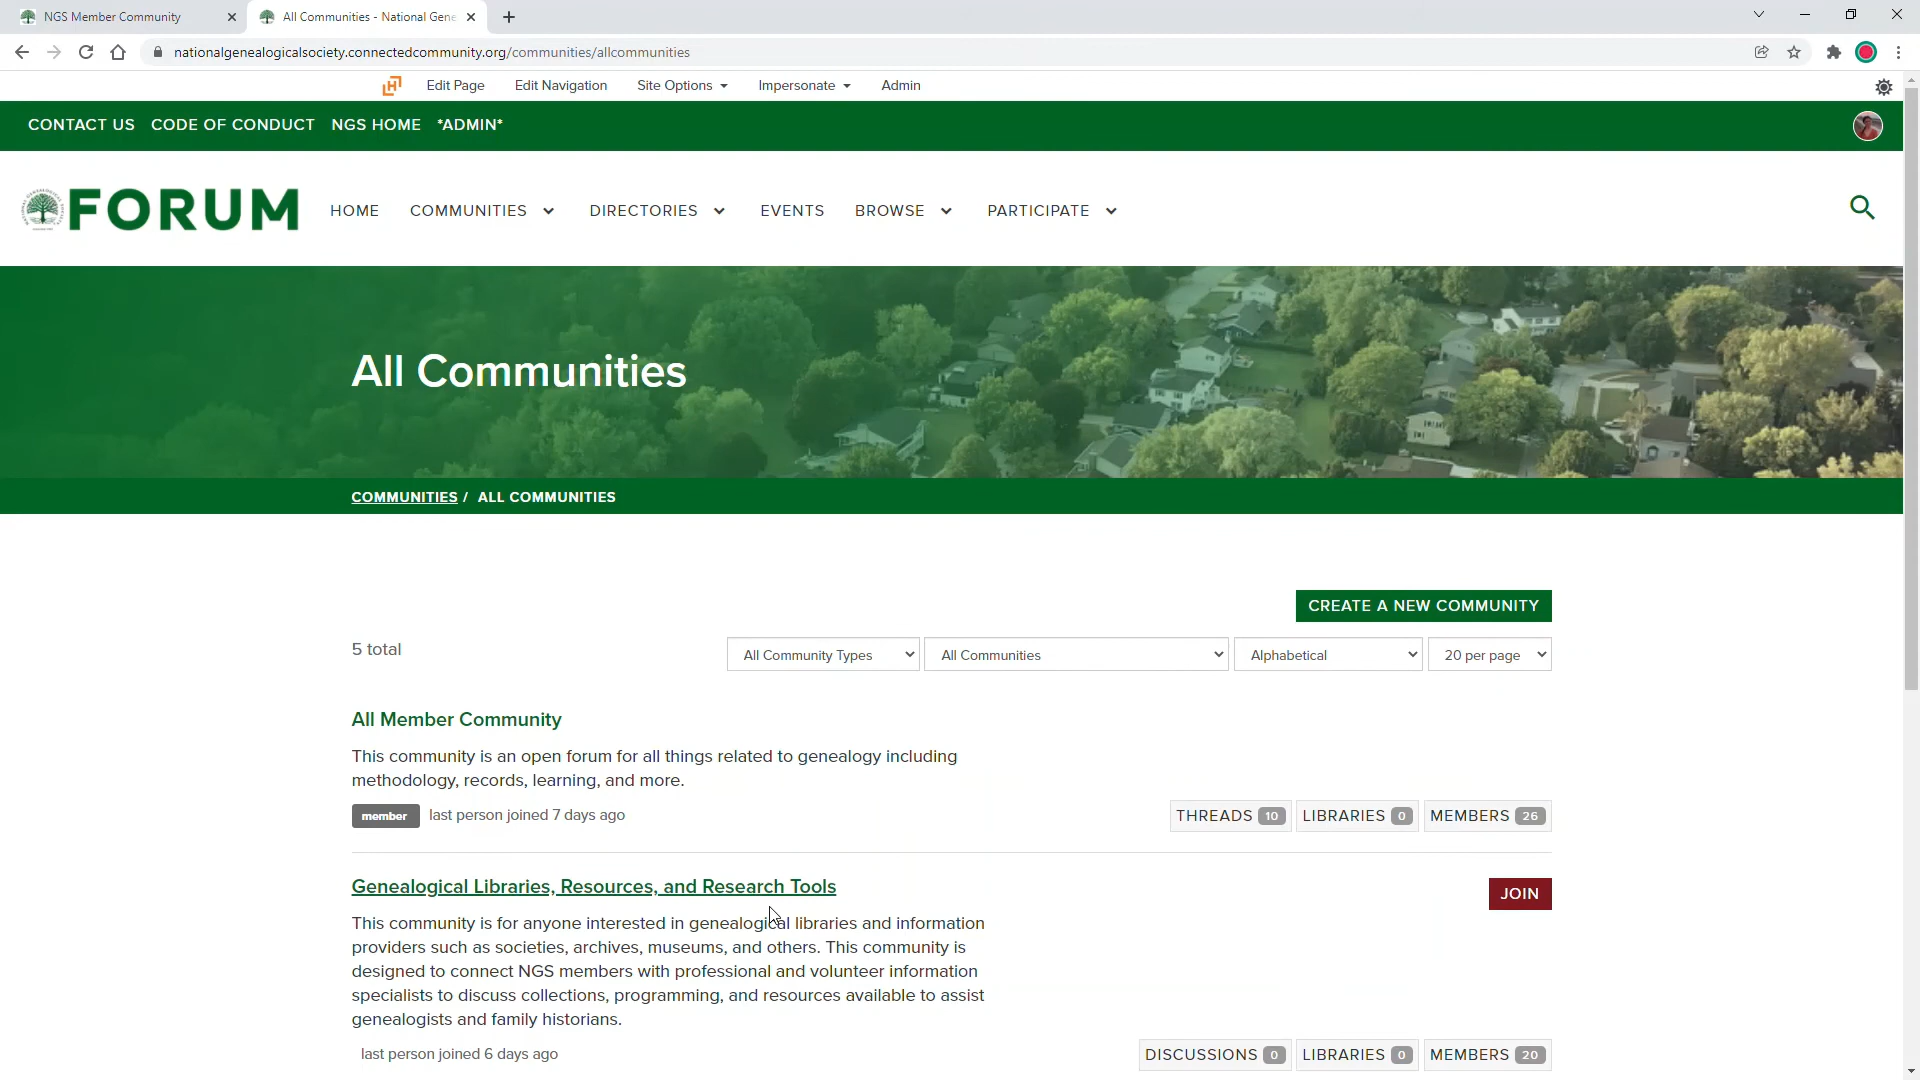 NGS Member Community
All Communities - National Gene
nationalgenealogicalsociety.connectedcommunity.org/communities/allcommunities
Edit Page Edit Navigation Site Options Impersonate Admin
CONTACT US CODE OF CONDUCT NGS HOME *ADMIN*
FORUM HOME COMMUNITIES DIRECTORIES EVENTS BROWSE PARTICIPATE
All Communities
COMMUNITIES / ALL COMMUNITIES
CREATE A NEW COMMUNITY
5 total All Community Types All Communities Alphabetical 20 per page
All Member Community
This community is an open forum for all things related to genealogy including
methodology, records, learning, and more.
member last person joined 7 days ago THREADS 10 LIBRARIES 0 MEMBERS 26
Genealogical Libraries, Resources, and Research Tools JOIN
This community is for anyone interested in genealogical libraries and information
providers such as societies, archives, museums, and others. This community is
designed to connect NGS members with professional and volunteer information
specialists to discuss collections, programming, and resources available to assist
genealogists and family historians.
last person joined 6 days ago DISCUSSIONS 0 LIBRARIES 0 MEMBERS 20